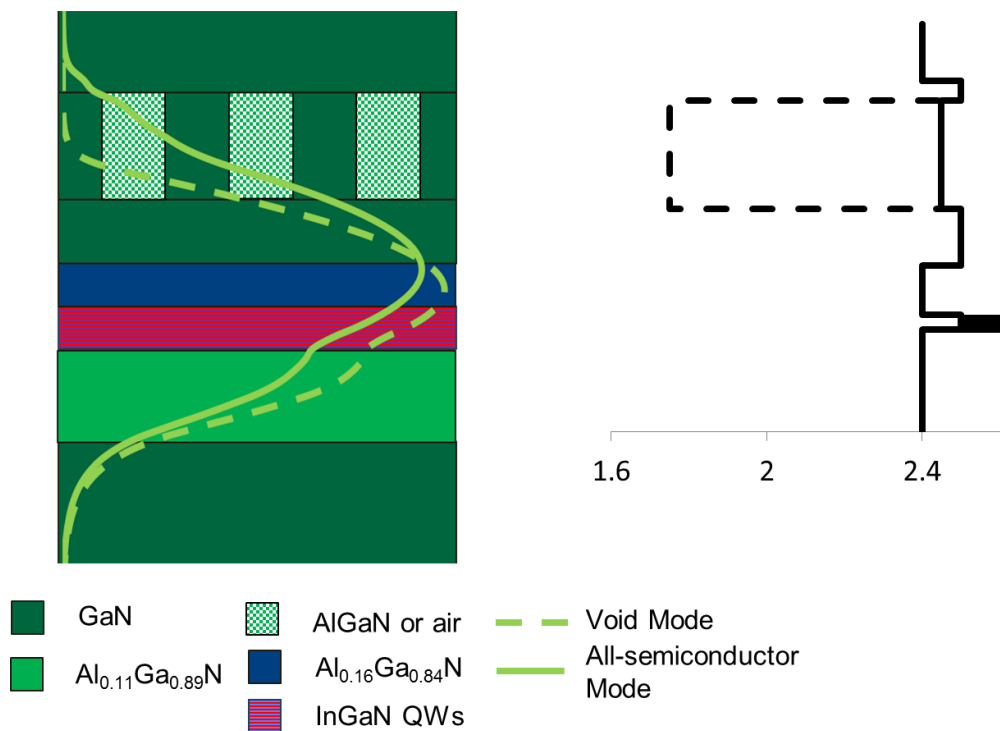 1.6
2
2.4
GaN
AlGaN or air
Void Mode
Al0.11Ga0.89N
Al0.16Ga0.84N
All-semiconductor
Mode
InGaN QWs